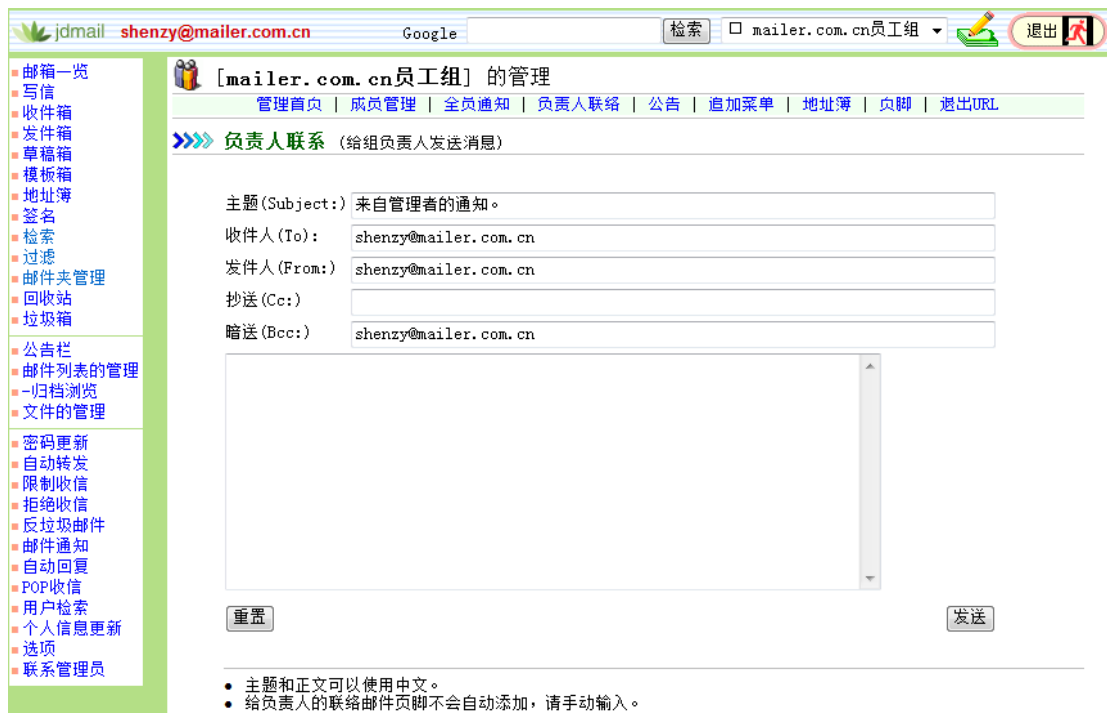 jdmail shenzy@mailer.com.cn Google 检索 mailer.com.cn员工组 退出
邮箱一览
写信
收件箱
发件箱
草稿箱
模板箱
地址簿
签名
检索
过滤
邮件夹管理
回收站
垃圾箱
公告栏
邮件列表的管理
-归档浏览
文件的管理
密码更新
自动转发
限制收信
拒绝收信
反垃圾邮件
邮件通知
自动回复
POP收信
用户检索
个人信息更新
选项
联系管理员
[mailer.com.cn员工组] 的管理
管理首页 | 成员管理 | 全员通知 | 负责人联络 | 公告 | 追加菜单 | 地址簿 | 页脚 | 退出URL
负责人联系 (给组负责人发送消息)
主题(Subject:) 来自管理者的通知。
收件人(To): shenzy@mailer.com.cn
发件人(From:) shenzy@mailer.com.cn
抄送(Cc:)
暗送(Bcc:) shenzy@mailer.com.cn
重置 发送
• 主题和正文可以使用中文。
• 给负责人的联络邮件页脚不会自动添加，请手动输入。